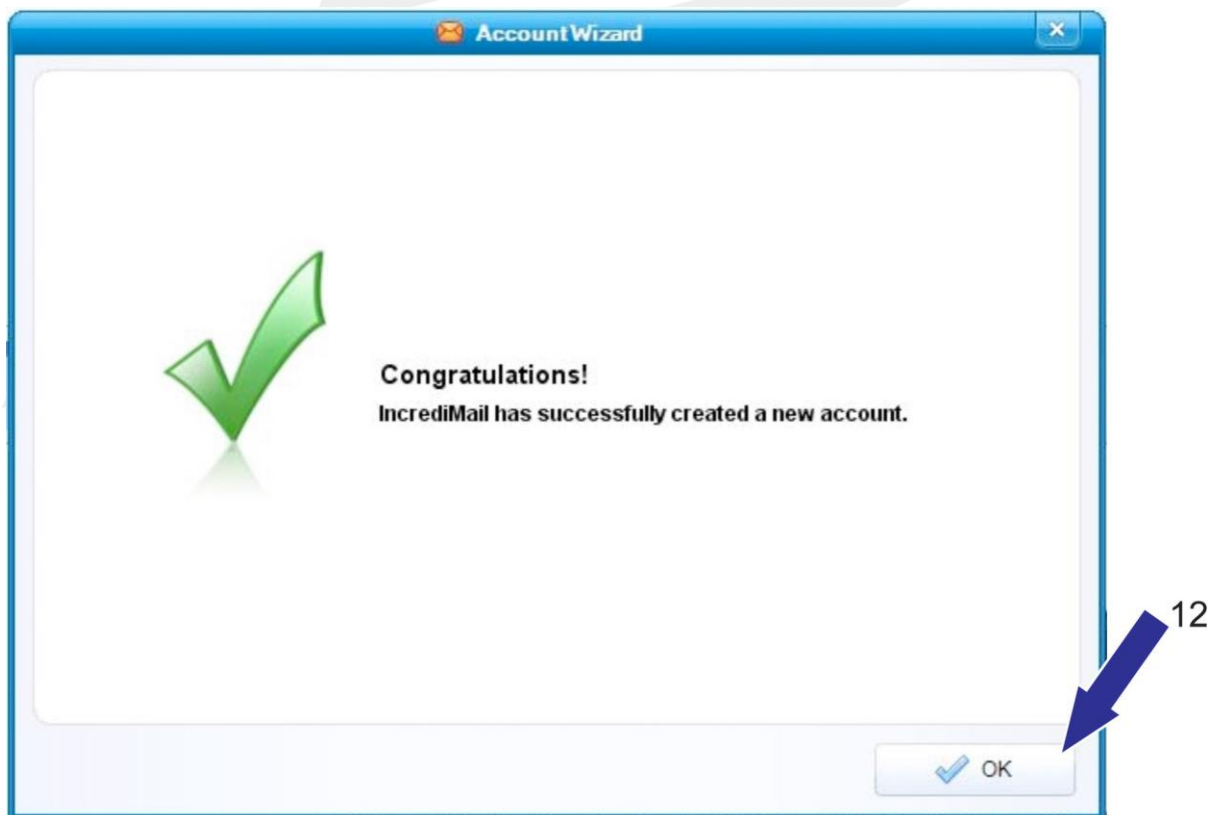 Account Wizard
Congratulations!
IncrediMail has successfully created a new account.
12
OK